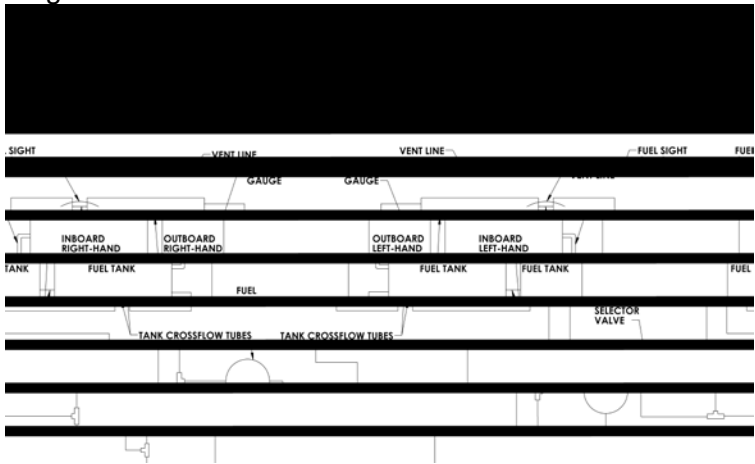 SIGHT
VENT LINE
VENT LINE
FUEL SIGHT
GAUGE
GAUGE
INBOARD
RIGHT-HAND
OUTBOARD
RIGHT-HAND
OUTBOARD
LEFT-HAND
INBOARD
LEFT-HAND
TANK
FUEL TANK
FUEL TANK
FUEL TANK
FUEL
FUEL
SELECTOR
VALVE
TANK CROSSFLOW TUBES
TANK CROSSFLOW TUBES